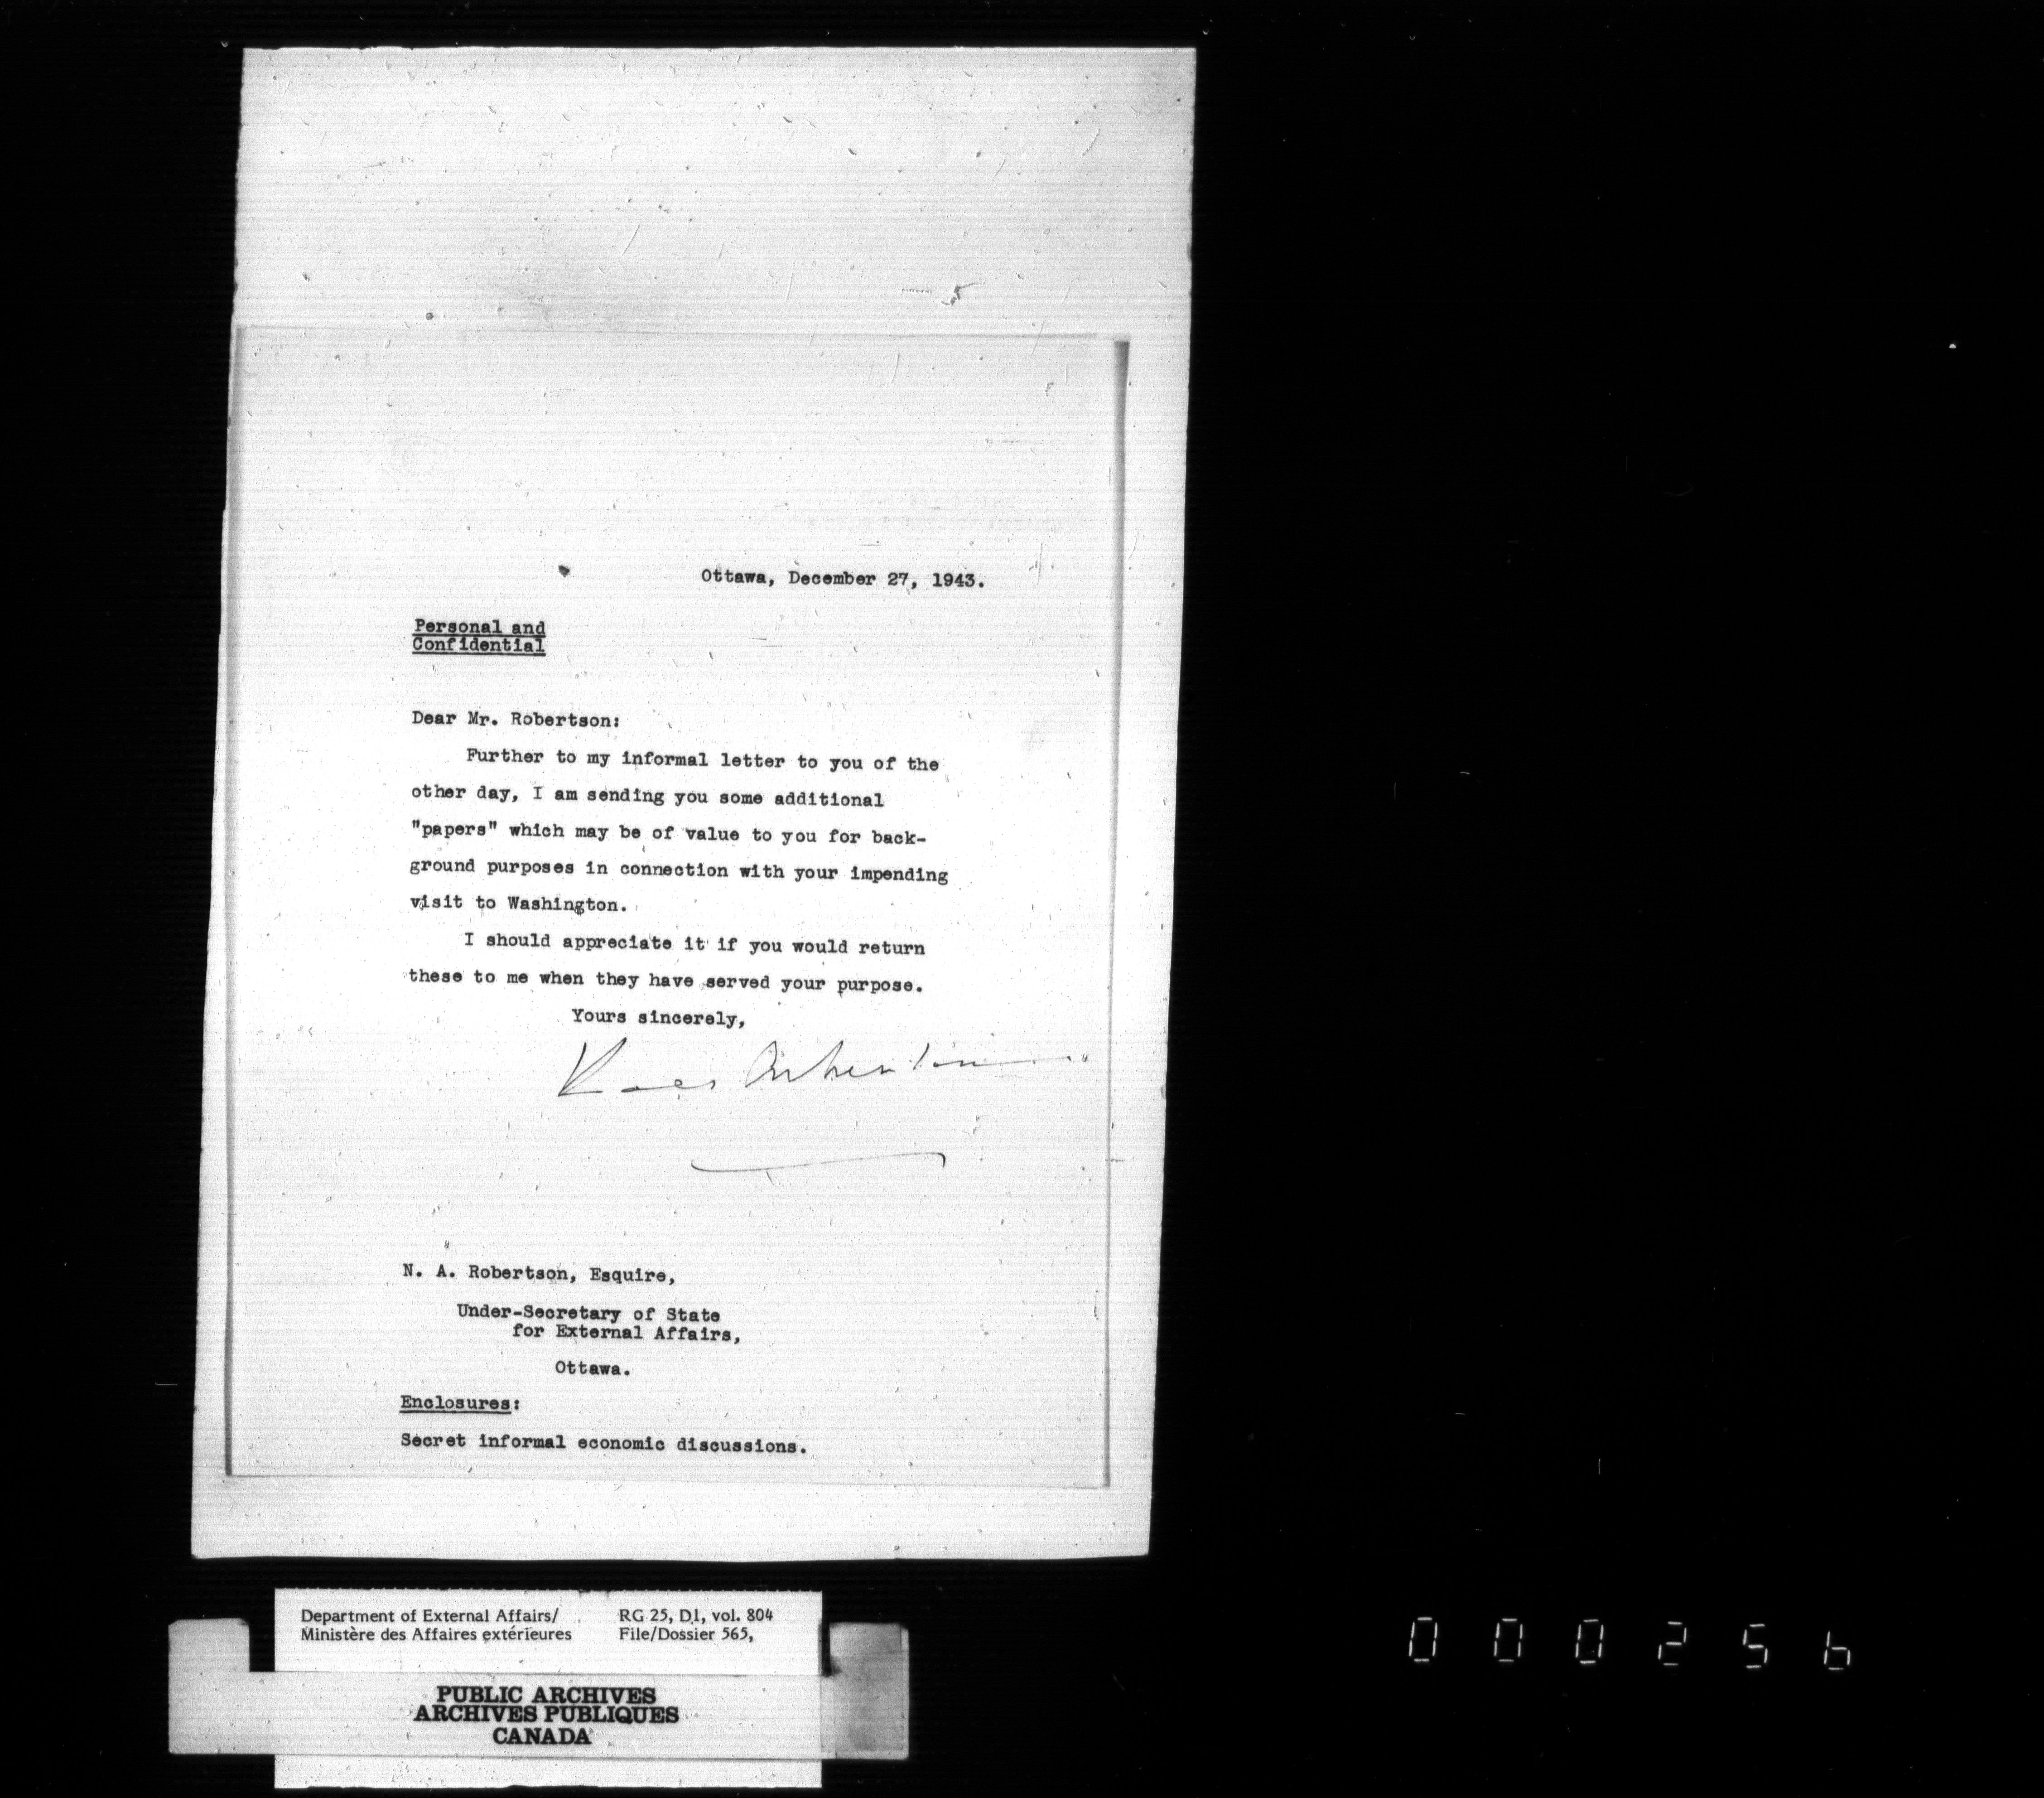 Ottawa, December 27, 1943.
Personal and
Confidential
Dear Mr. Robertson:
Further to my informal letter to you of the
other day, I am sending you some additional
"papers" which may be of value to you for back-
ground purposes in connection with your impending
visit to Washington.
I should appreciate it if you would return
these to me when they have served your purpose.
Yours sincerely,
N. A. Robertson, Esquire,
Under-Secretary of State
for External Affairs,
Ottawa.
Enclosures:
Secret informal economic discussions.
Department of External Affairs/
Ministère des Affaires extérieures
RG 25, D1, vol. 804
File/Dossier 565,
PUBLIC ARCHIVES
ARCHIVES PUBLIQUES
CANADA
000256